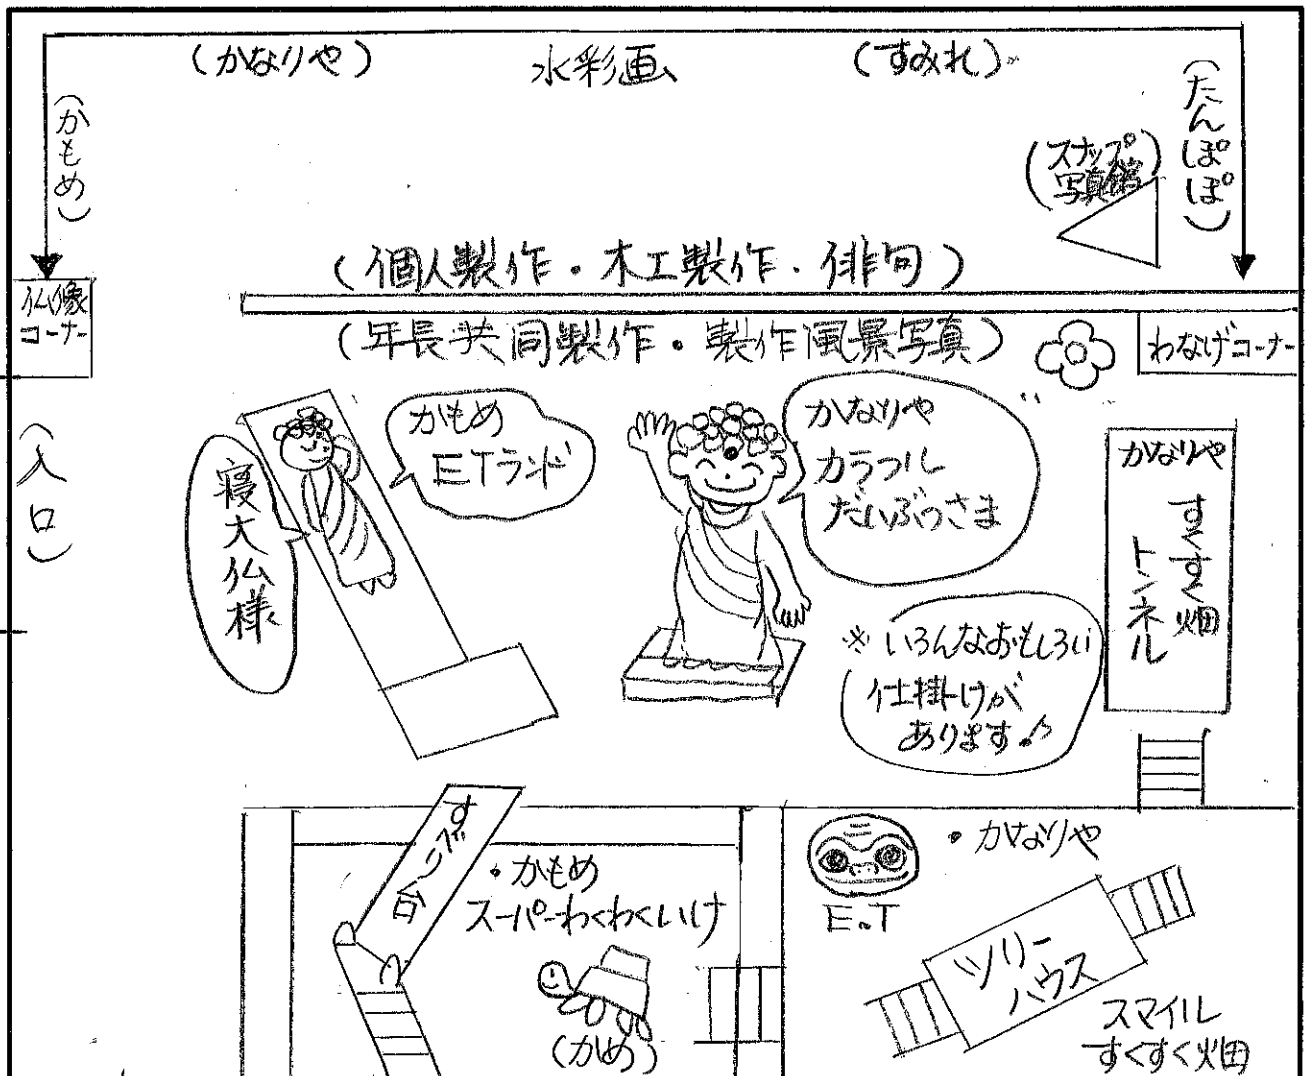 (かなりや)
水彩画
(すみれ)
(かもめ)
(たんぽぽ)
(スナップ
写真館)
(個人製作・木工製作・俳句)
仏像
コーナー
(年長共同製作・製作風景写真)
わなげコーナー
(入口)
寝大仏様
かもめ
ETランド
かなりや
カラフル
だいぶつさま
かなりや
すくすく畑
トンネル
※いろんなおもしろい
仕掛けが
あります♪
すべり台
・かもめ
スーパーわくわくいけ
(かめ)
・かなりや
E.T
ツリー
ハウス
スマイル
すくすく畑